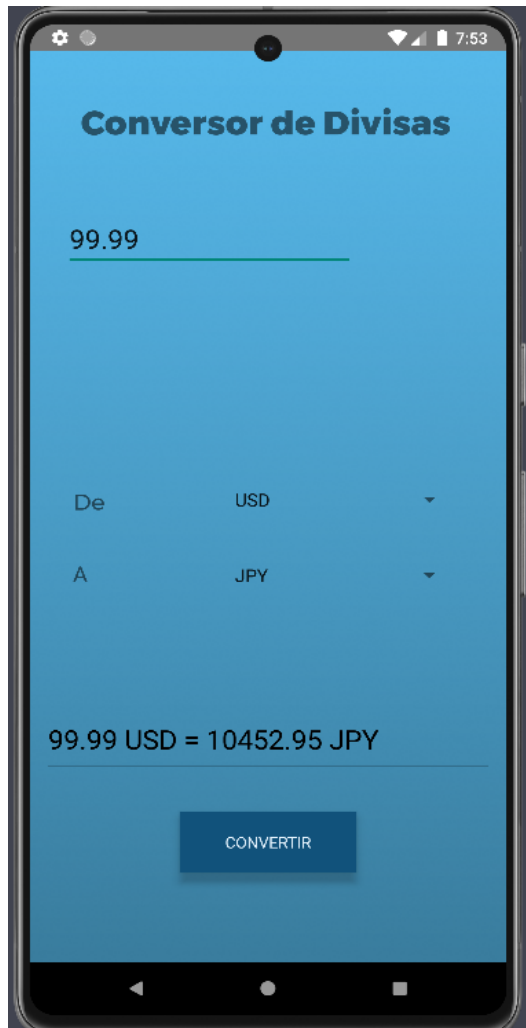 7:53
Conversor de Divisas
99.99
De USD
A JPY
99.99 USD = 10452.95 JPY
CONVERTIR